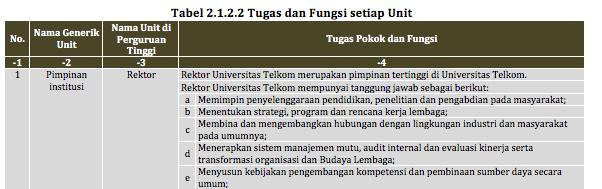 Tabel 2.1.2.2 Tugas dan Fungsi setiap Unit
No. Nama Generik Unit Nama Unit di Perguruan Tinggi Tugas Pokok dan Fungsi
-1 -2 -3 -4
1 Pimpinan institusi Rektor Rektor Universitas Telkom merupakan pimpinan tertinggi di Universitas Telkom.
Rektor Universitas Telkom mempunyai tanggung jawab sebagai berikut:
a Memimpin penyelenggaraan pendidikan, penelitian dan pengabdian pada masyarakat;
b Menentukan strategi, program dan rencana kerja lembaga;
c Membina dan mengembangkan hubungan dengan lingkungan industri dan masyarakat
pada umumnya;
d Menerapkan sistem manajemen mutu, audit internal dan evaluasi kinerja serta
transformasi organisasi dan Budaya Lembaga;
e Menyusun kebijakan pengembangan kompetensi dan pembinaan sumber daya secara
umum;